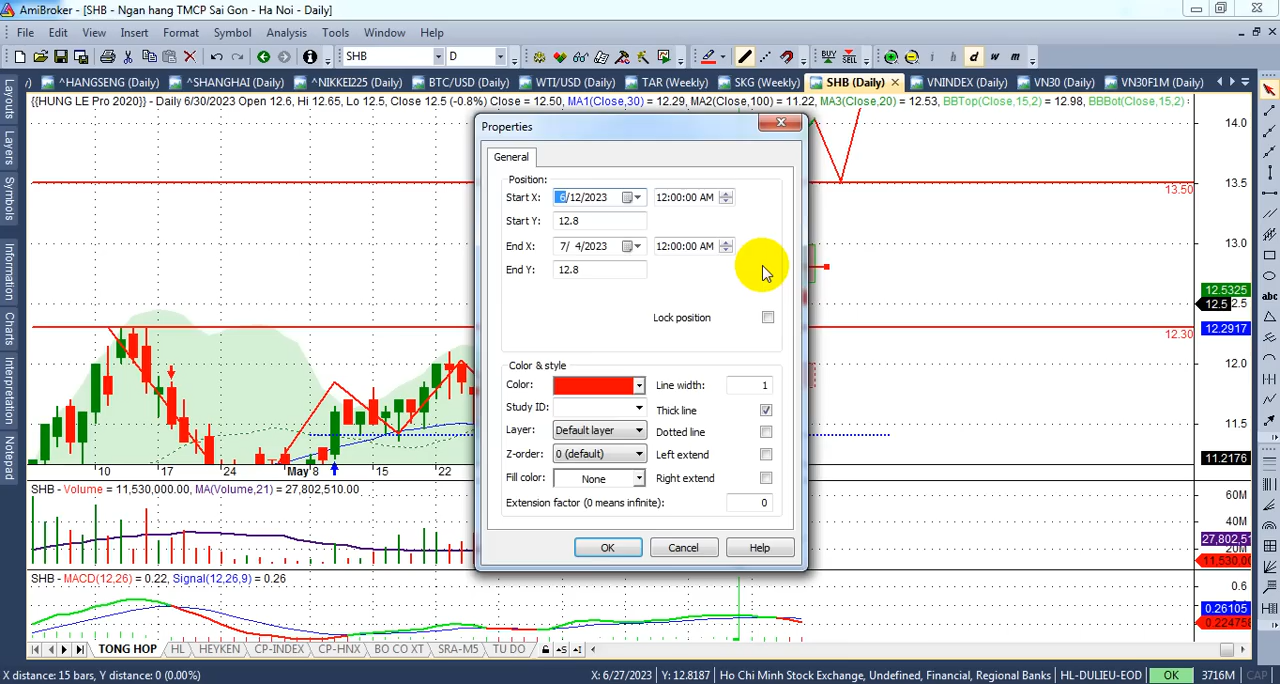 AmiBroker - [SHB - Ngan hang TMCP Sai Gon - Ha Noi - Daily]
File Edit View Insert Format Symbol Analysis Tools Window Help
SHB D BUY SELL i h d w m
^HANGSENG (Daily) ^SHANGHAI (Daily) ^NIKKEI225 (Daily) BTC/USD (Daily) WTI/USD (Daily) TAR (Weekly) SKG (Weekly) SHB (Daily) VNINDEX (Daily) VN30 (Daily) VN30F1M (Daily)
{{HUNG LE Pro 2020}} - Daily 6/30/2023 Open 12.6, Hi 12.65, Lo 12.5, Close 12.5 (-0.8%) Close = 12.50, MA1(Close,30) = 12.29, MA2(Close,100) = 11.22, MA3(Close,20) = 12.53, BBTop(Close,15,2) = 12.98, BBBot(Close,15,2) =
Layouts
Layers
Symbols
Information
Charts
Interpretation
Notepad
abc
Properties
General
Position:
Start X: 6/12/2023 12:00:00 AM
Start Y: 12.8
End X: 7/ 4/2023 12:00:00 AM
End Y: 12.8
Lock position
Color & style
Color: Line width: 1
Study ID: Thick line
Layer: Default layer Dotted line
Z-order: 0 (default) Left extend
Fill color: None Right extend
Extension factor (0 means infinite): 0
OK Cancel Help
14.0
13.5
13.50
13.0
12.5325
12.5
12.2917
12.30
12.0
11.5
11.2176
10 17 24 May 8 15 22
SHB - Volume = 11,530,000.00, MA(Volume,21) = 27,802,510.00
60M
40M
27,802,51
20M
11,530,00
SHB - MACD(12,26) = 0.22, Signal(12,26,9) = 0.26
0.6
0.26105
0.224758
TONG HOP HL HEYKEN CP-INDEX CP-HNX BO CO XT SRA-M5 TU DO
X distance: 15 bars, Y distance: 0 (0.00%) X: 6/27/2023 Y: 12.8187 Ho Chi Minh Stock Exchange, Undefined, Financial, Regional Banks HL-DULIEU-EOD OK 3716M CAP